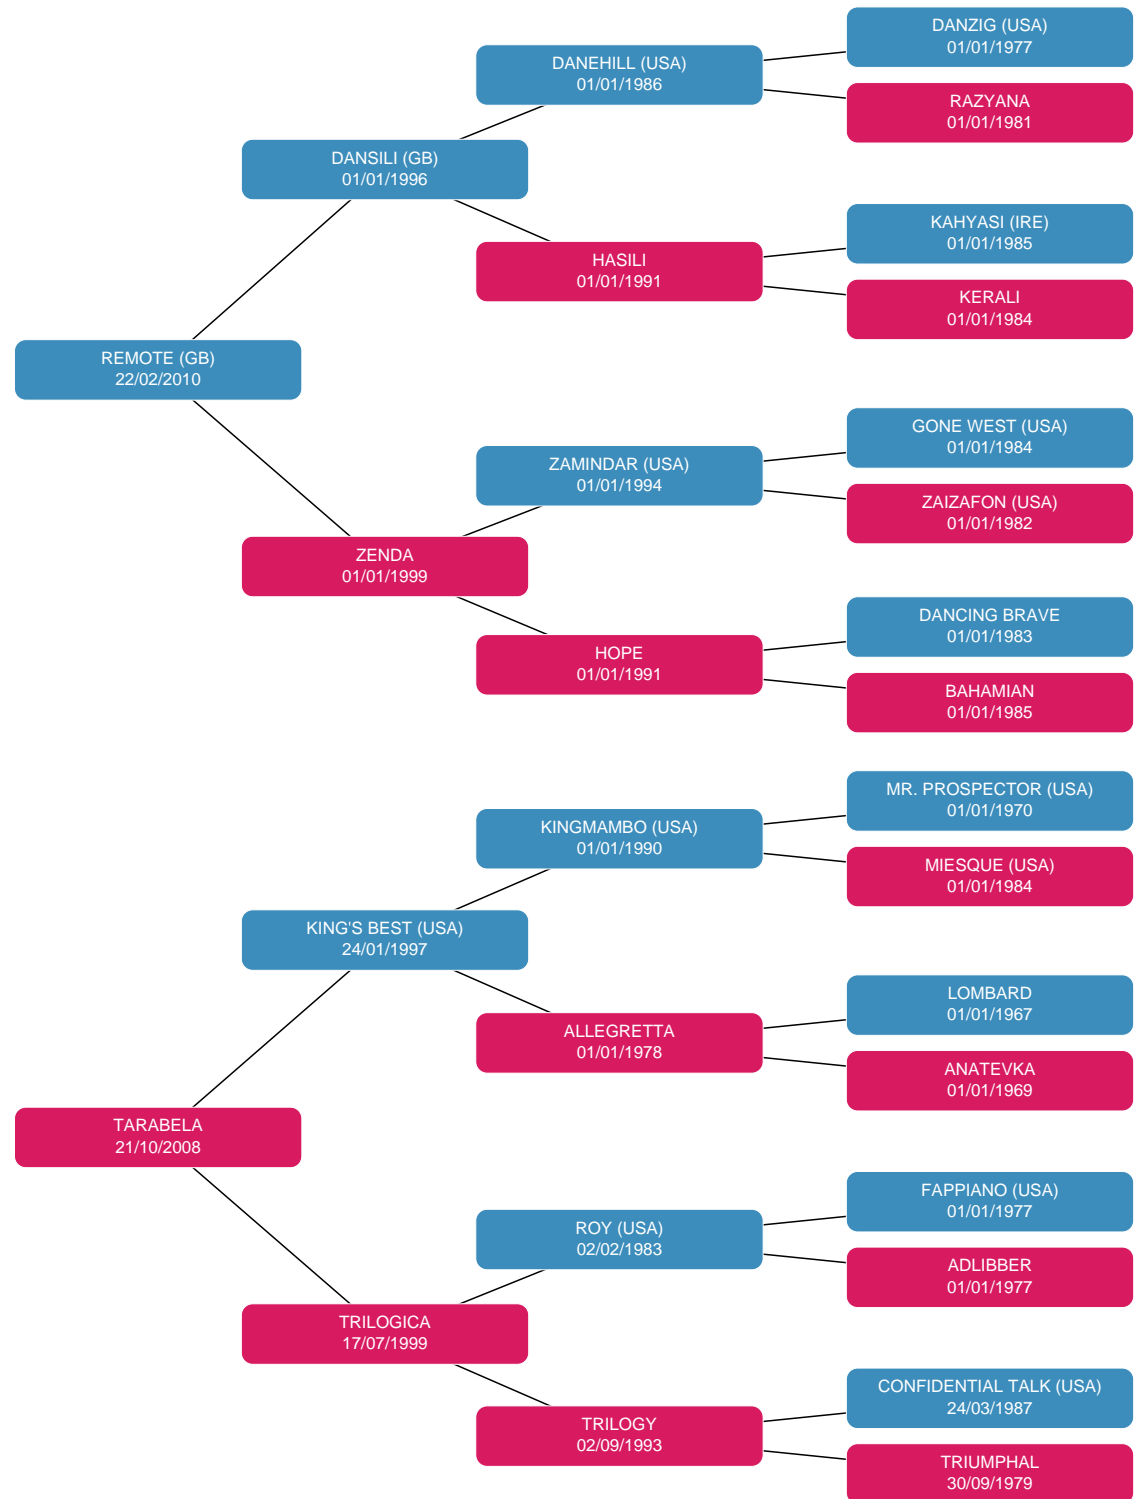 DANZIG (USA)
01/01/1977
DANEHILL (USA)
01/01/1986
RAZYANA
01/01/1981
DANSILI (GB)
01/01/1996
KAHYASI (IRE)
01/01/1985
HASILI
01/01/1991
KERALI
01/01/1984
REMOTE (GB)
22/02/2010
GONE WEST (USA)
01/01/1984
ZAMINDAR (USA)
01/01/1994
ZAIZAFON (USA)
01/01/1982
ZENDA
01/01/1999
DANCING BRAVE
01/01/1983
HOPE
01/01/1991
BAHAMIAN
01/01/1985
MR. PROSPECTOR (USA)
01/01/1970
KINGMAMBO (USA)
01/01/1990
MIESQUE (USA)
01/01/1984
KING'S BEST (USA)
24/01/1997
LOMBARD
01/01/1967
ALLEGRETTA
01/01/1978
ANATEVKA
01/01/1969
TARABELA
21/10/2008
FAPPIANO (USA)
01/01/1977
ROY (USA)
02/02/1983
ADLIBBER
01/01/1977
TRILOGICA
17/07/1999
CONFIDENTIAL TALK (USA)
24/03/1987
TRILOGY
02/09/1993
TRIUMPHAL
30/09/1979